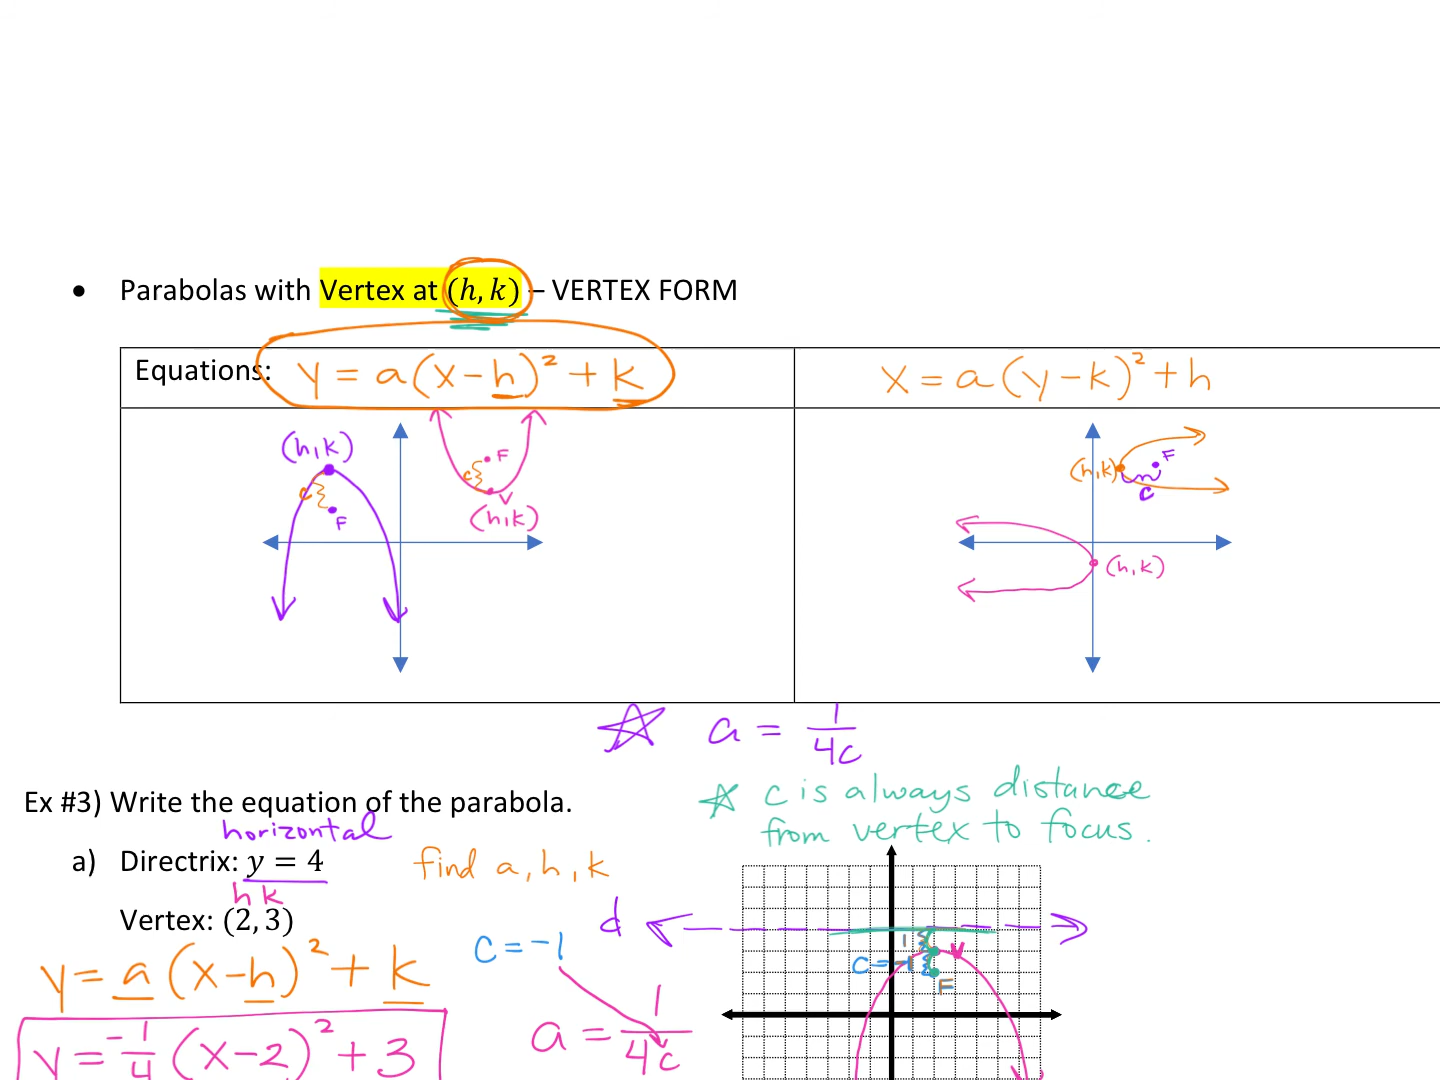 • Parabolas with Vertex at (h, k) – VERTEX FORM
Equations: y = a(x-h)² + k
x = a(y-k)² + h
(h,k)
c
F
F
c
V
(h,k)
(h,k)
F
c
(h,k)
☆ a = 1/4c
Ex #3) Write the equation of the parabola.
☆ c is always distance
from vertex to focus.
horizontal
a) Directrix: y = 4
find a, h, k
h k
Vertex: (2, 3)
d
c = -1
1
V
c = -1
F
y = a(x-h)² + k
a = 1/4c
y = -1/4(x-2)² + 3